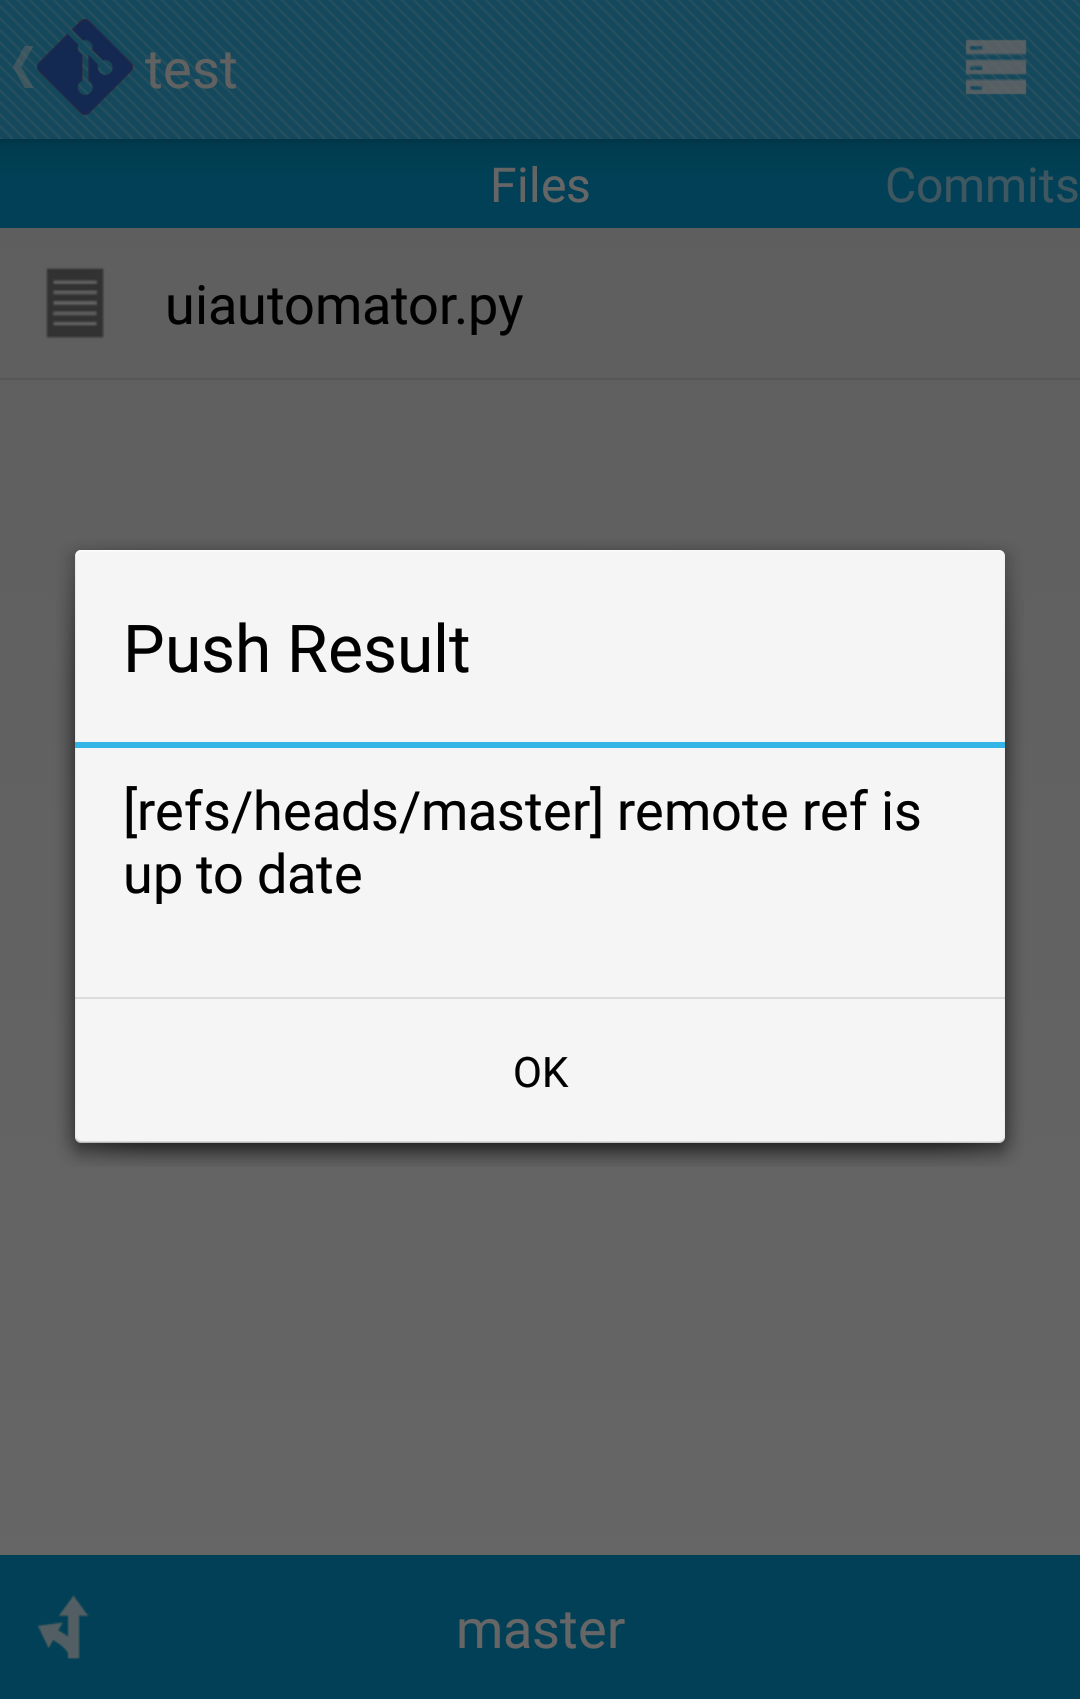 test
Files
Commits
uiautomator.py
Push Result
[refs/heads/master] remote ref is
up to date
OK
master